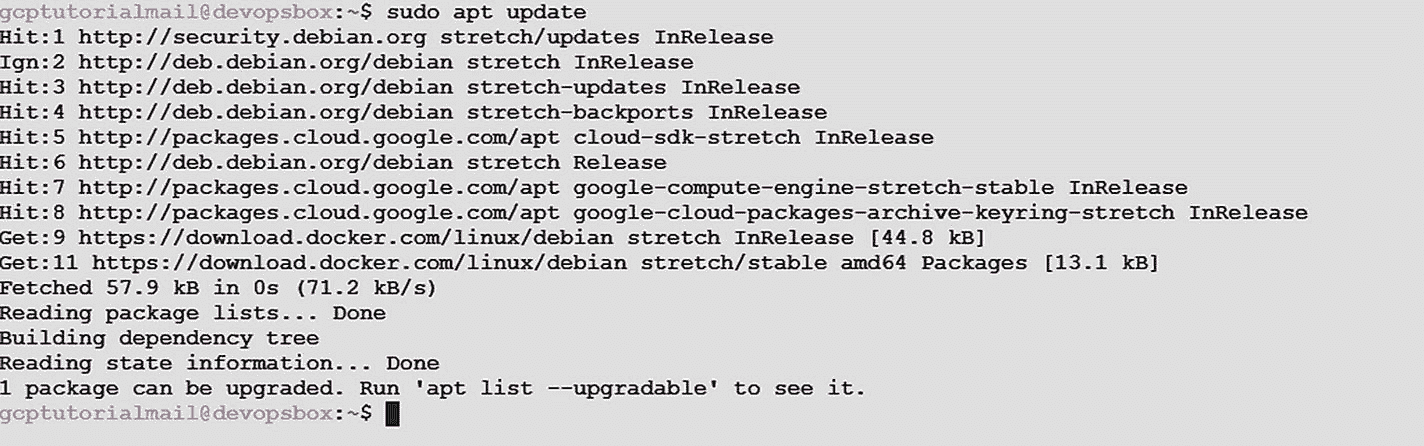 gcptutorialmail@devopsbox:~$ sudo apt update
Hit:1 http://security.debian.org stretch/updates InRelease
Ign:2 http://deb.debian.org/debian stretch InRelease
Hit:3 http://deb.debian.org/debian stretch-updates InRelease
Hit:4 http://deb.debian.org/debian stretch-backports InRelease
Hit:5 http://packages.cloud.google.com/apt cloud-sdk-stretch InRelease
Hit:6 http://deb.debian.org/debian stretch Release
Hit:7 http://packages.cloud.google.com/apt google-compute-engine-stretch-stable InRelease
Hit:8 http://packages.cloud.google.com/apt google-cloud-packages-archive-keyring-stretch InRelease
Get:9 https://download.docker.com/linux/debian stretch InRelease [44.8 kB]
Get:11 https://download.docker.com/linux/debian stretch/stable amd64 Packages [13.1 kB]
Fetched 57.9 kB in 0s (71.2 kB/s)
Reading package lists... Done
Building dependency tree
Reading state information... Done
1 package can be upgraded. Run 'apt list --upgradable' to see it.
gcptutorialmail@devopsbox:~$